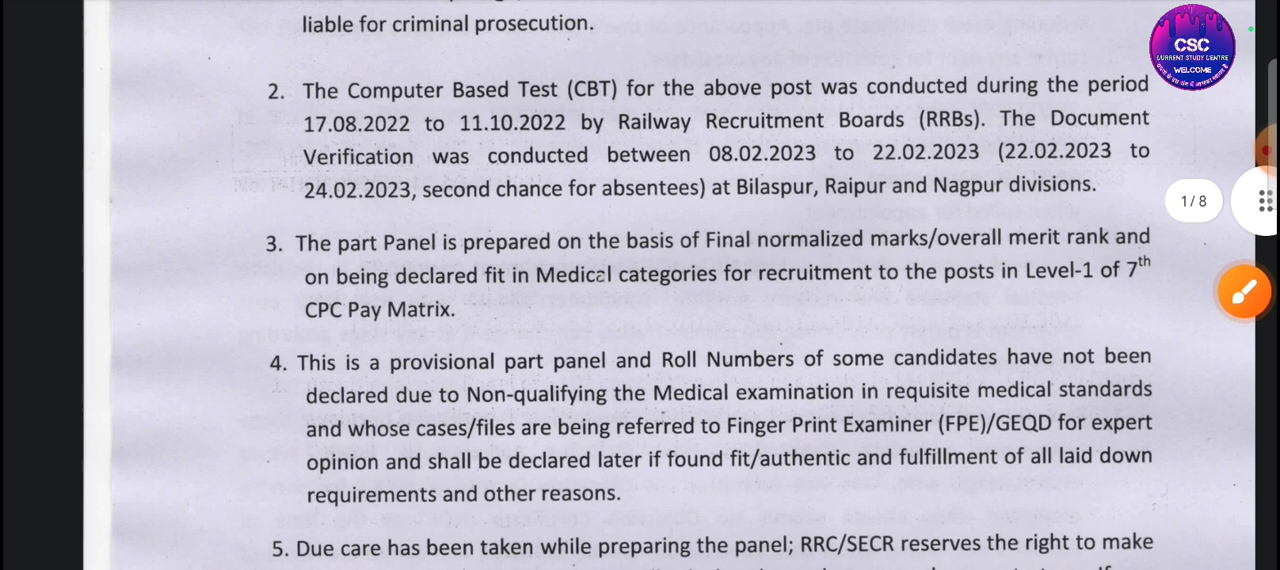 liable for criminal prosecution.
2. The Computer Based Test (CBT) for the above post was conducted during the period
17.08.2022 to 11.10.2022 by Railway Recruitment Boards (RRBs). The Document
Verification was conducted between 08.02.2023 to 22.02.2023 (22.02.2023 to
24.02.2023, second chance for absentees) at Bilaspur, Raipur and Nagpur divisions.
3. The part Panel is prepared on the basis of Final normalized marks/overall merit rank and
on being declared fit in Medical categories for recruitment to the posts in Level-1 of 7th
CPC Pay Matrix.
4. This is a provisional part panel and Roll Numbers of some candidates have not been
declared due to Non-qualifying the Medical examination in requisite medical standards
and whose cases/files are being referred to Finger Print Examiner (FPE)/GEQD for expert
opinion and shall be declared later if found fit/authentic and fulfillment of all laid down
requirements and other reasons.
5. Due care has been taken while preparing the panel; RRC/SECR reserves the right to make
CSC
CURRENT STUDY CENTRE
WELCOME
1/8